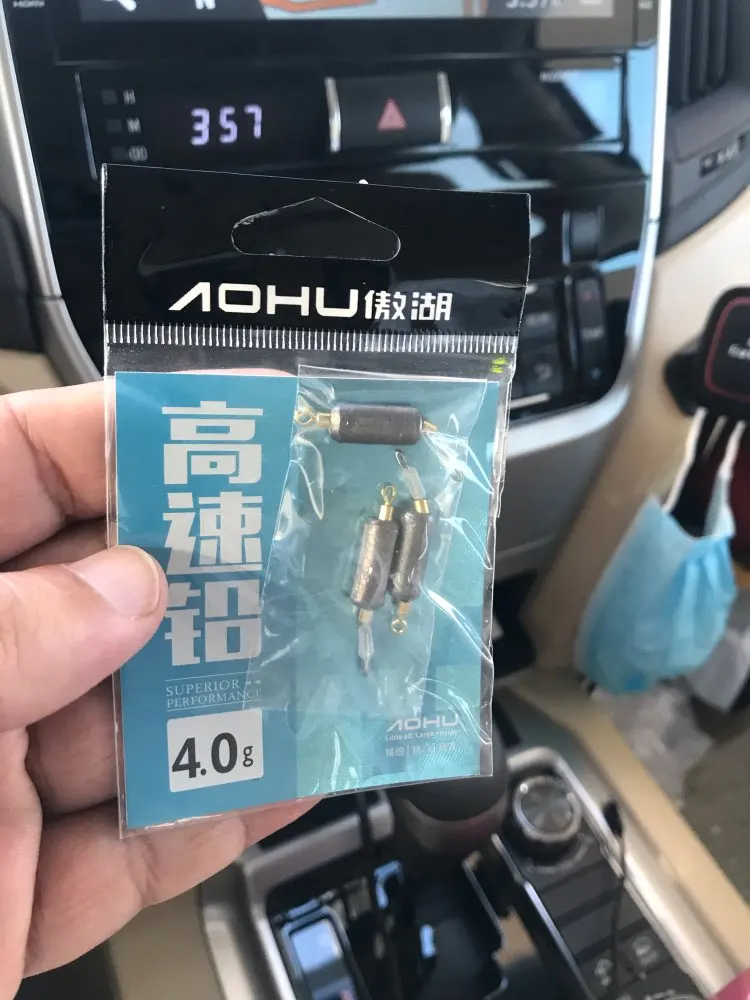 H
M
357
AOHU傲湖
高速铅
SUPERIOR
PERFORMANCE
4.0g
AOHU